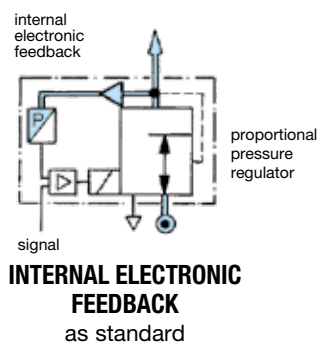 internal
electronic
feedback
P
proportional
pressure
regulator
signal
INTERNAL ELECTRONIC
FEEDBACK
as standard